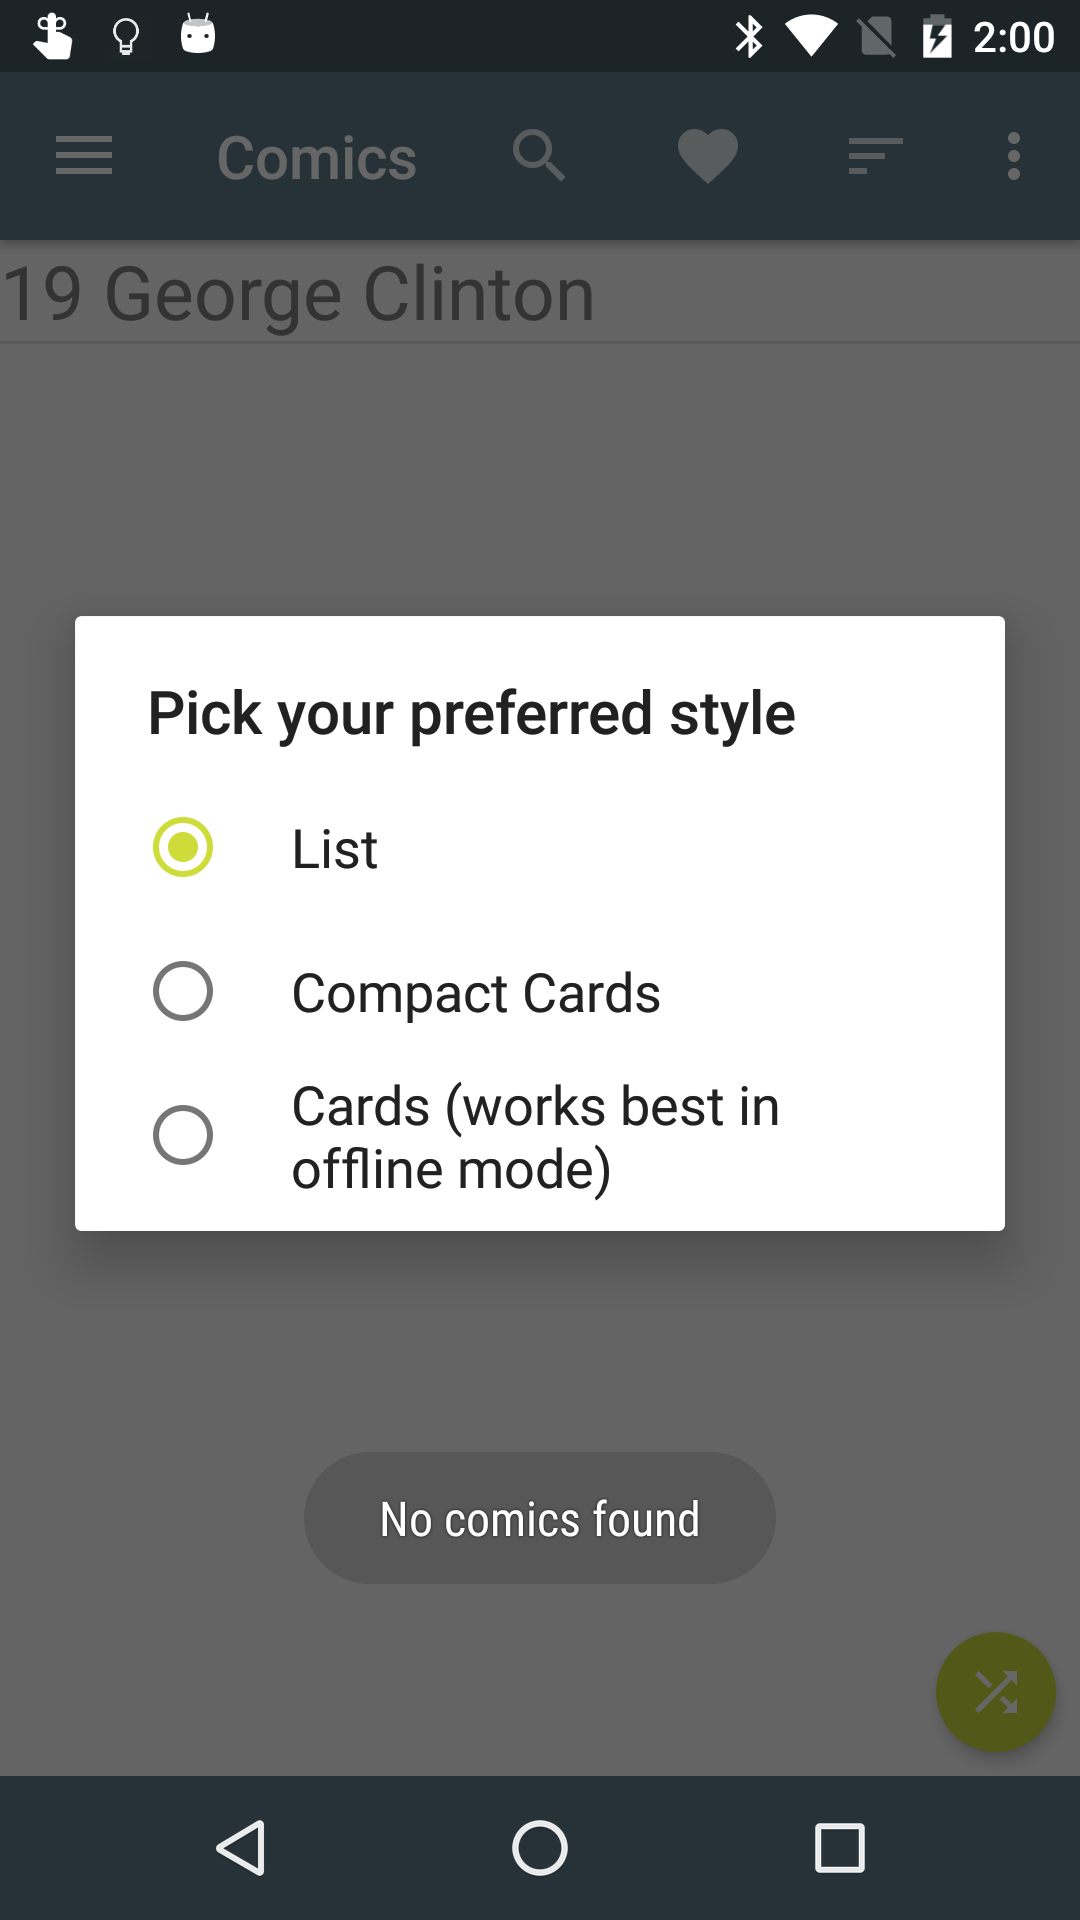 2:00
Comics
19 George Clinton
Pick your preferred style
List
Compact Cards
Cards (works best in
offline mode)
No comics found